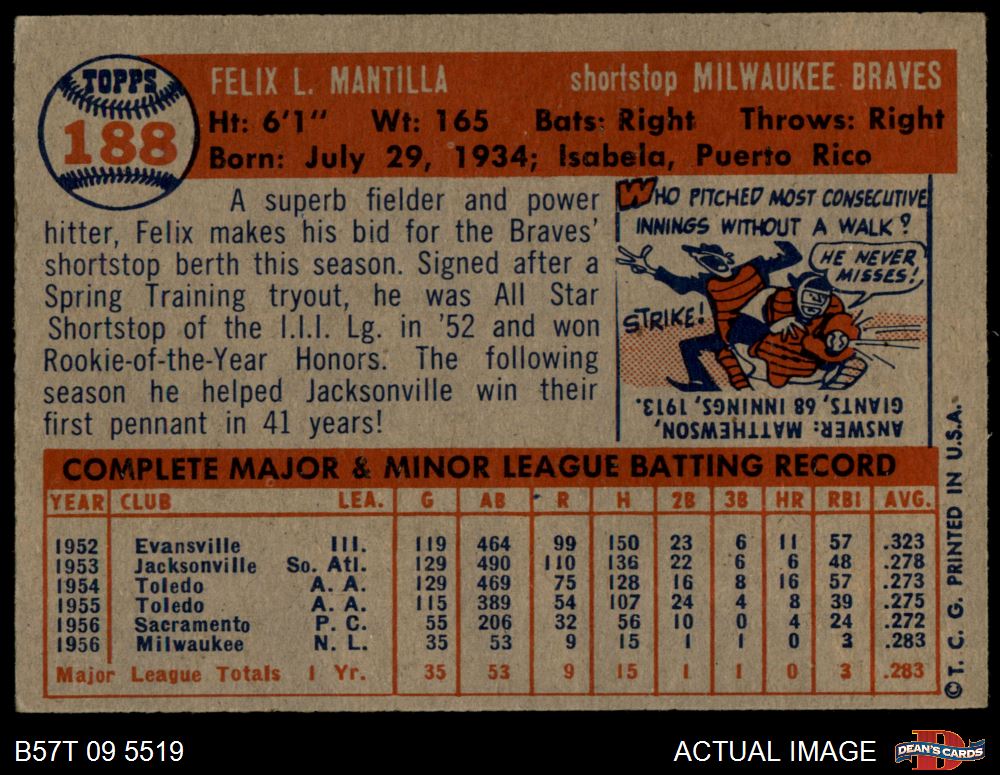 TOPPS
188
FELIX L. MANTILLA shortstop MILWAUKEE BRAVES
Ht: 6'1" Wt: 165 Bats: Right Throws: Right
Born: July 29, 1934; Isabela, Puerto Rico
A superb fielder and power
hitter, Felix makes his bid for the Braves'
shortstop berth this season. Signed after a
Spring Training tryout, he was All Star
Shortstop of the I.I.I. Lg. in '52 and won
Rookie-of-the-Year Honors. The following
season he helped Jacksonville win their
first pennant in 41 years!
WHO PITCHED MOST CONSECUTIVE
INNINGS WITHOUT A WALK?
HE NEVER
MISSES!
STRIKE!
ANSWER: MATTHEWSON,
GIANTS, 68 INNINGS, 1913.
COMPLETE MAJOR & MINOR LEAGUE BATTING RECORD
YEAR CLUB LEA. G AB R H 2B 3B HR RBI AVG.
1952 Evansville III. 119 464 99 150 23 6 11 57 .323
1953 Jacksonville So. Atl. 129 490 110 136 22 6 6 48 .278
1954 Toledo A. A. 129 469 75 128 16 8 16 57 .273
1955 Toledo A. A. 115 389 54 107 24 4 8 39 .275
1956 Sacramento P. C. 55 206 32 56 10 0 4 24 .272
1956 Milwaukee N. L. 35 53 9 15 1 1 0 3 .283
Major League Totals 1 Yr. 35 53 9 15 1 1 0 3 .283
© T. C. G. PRINTED IN U.S.A.
B57T 09 5519 ACTUAL IMAGE
D
DEAN'S CARDS